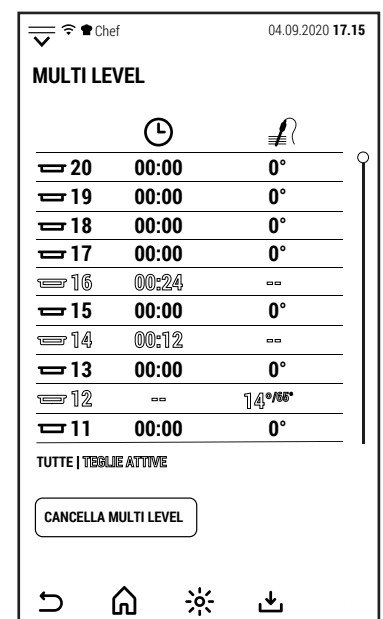 Chef 04.09.2020 17.15
MULTI LEVEL
20 00:00 0°
19 00:00 0°
18 00:00 0°
17 00:00 0°
16 00:24 --
15 00:00 0°
14 00:12 --
13 00:00 0°
12 -- 14°/65°
11 00:00 0°
TUTTE | TEGLIE ATTIVE
CANCELLA MULTI LEVEL